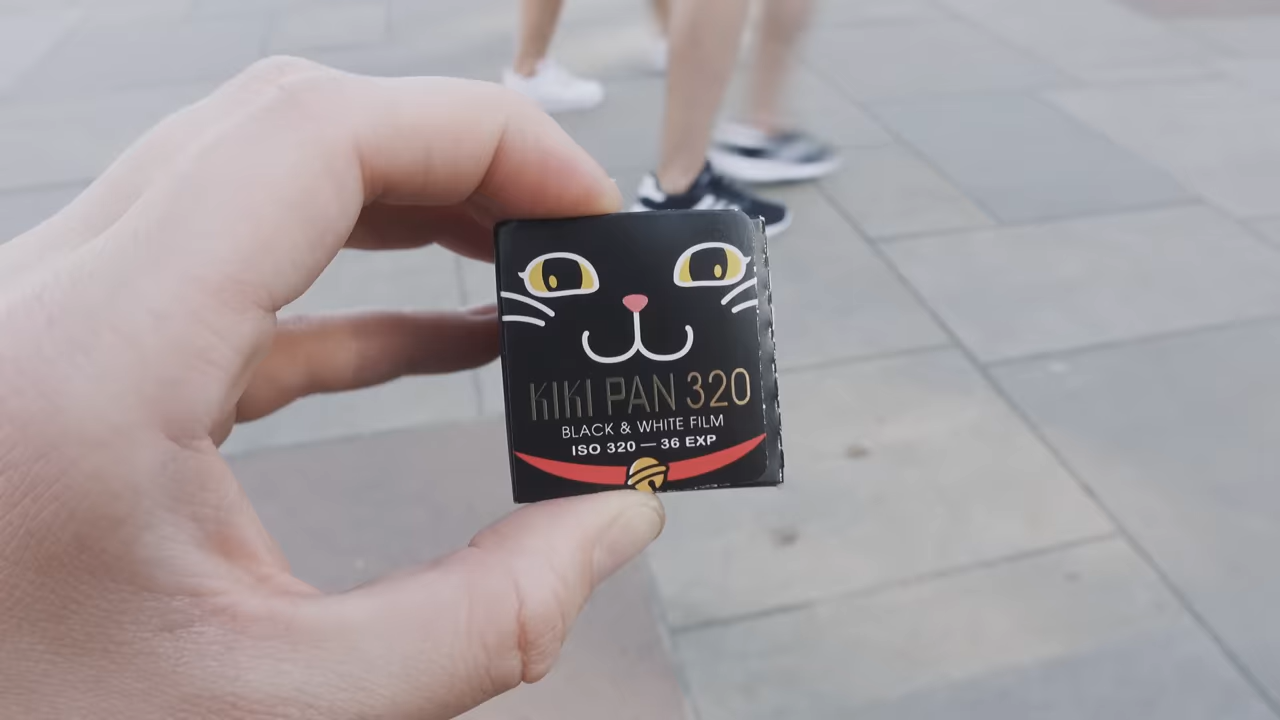 KIKI PAN 320
BLACK & WHITE FILM
ISO 320 — 36 EXP